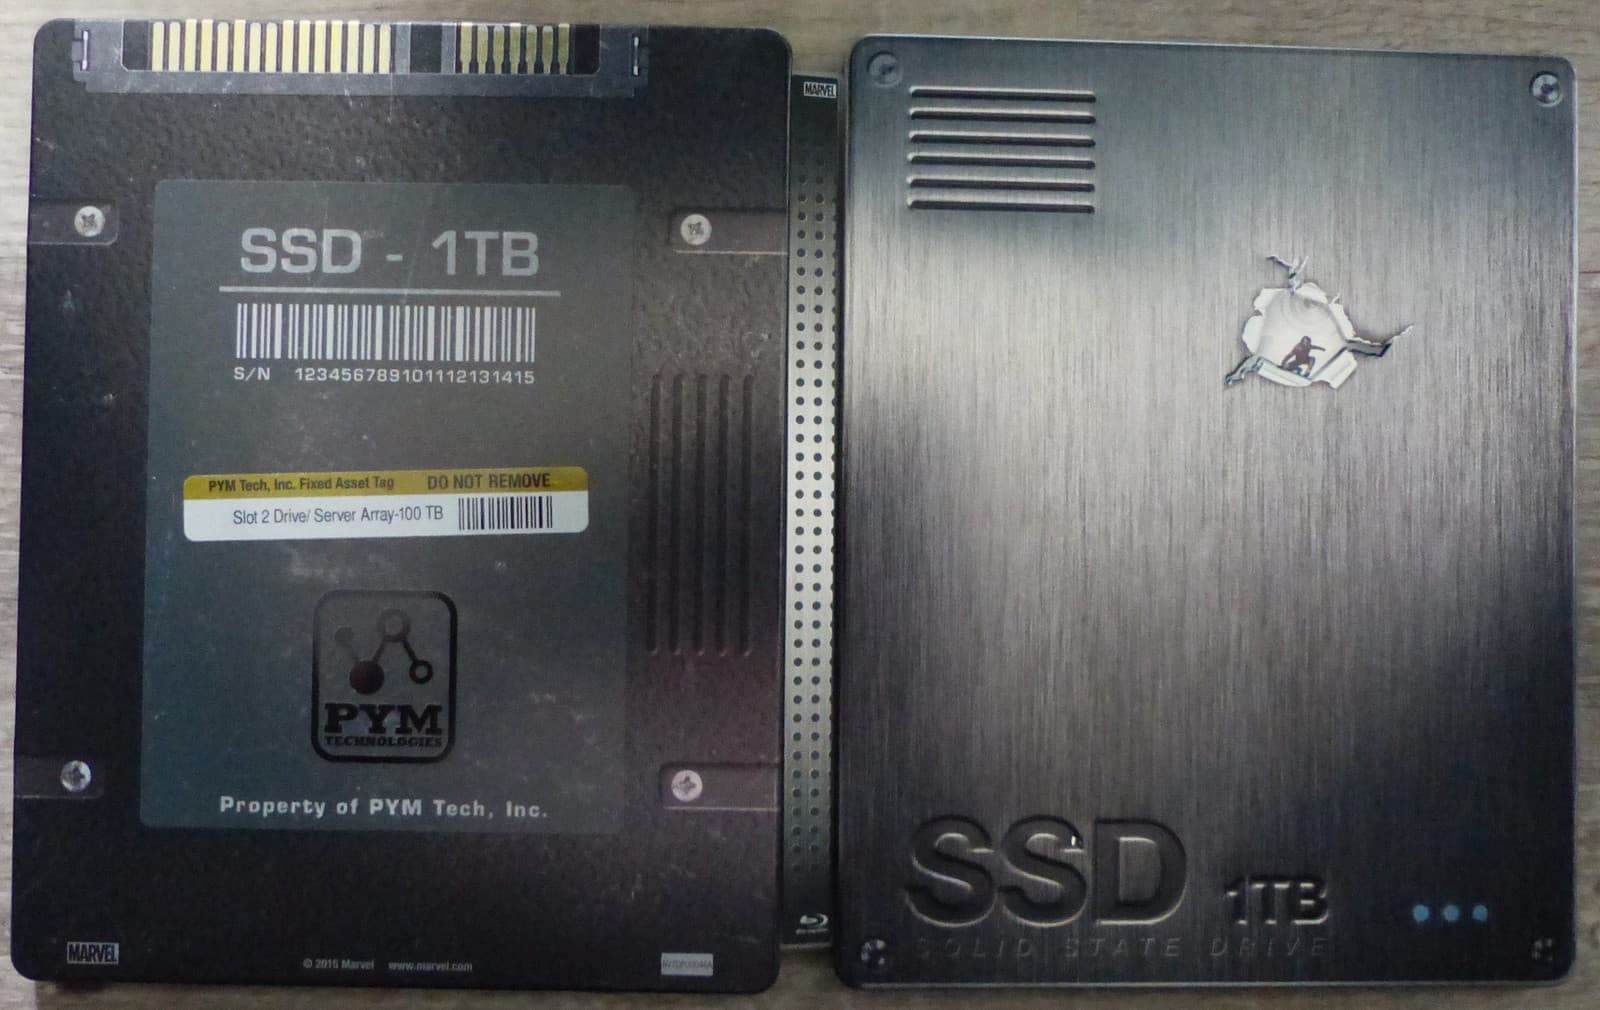 SSD - 1TB
S/N 123456789101112131415
PYM Tech, Inc. Fixed Asset Tag DO NOT REMOVE
Slot 2 Drive/ Server Array-100 TB
PYM
TECHNOLOGIES
Property of PYM Tech, Inc.
MARVEL
© 2015 Marvel www.marvel.com
MARVEL
SSD 1TB
SOLID STATE DRIVE